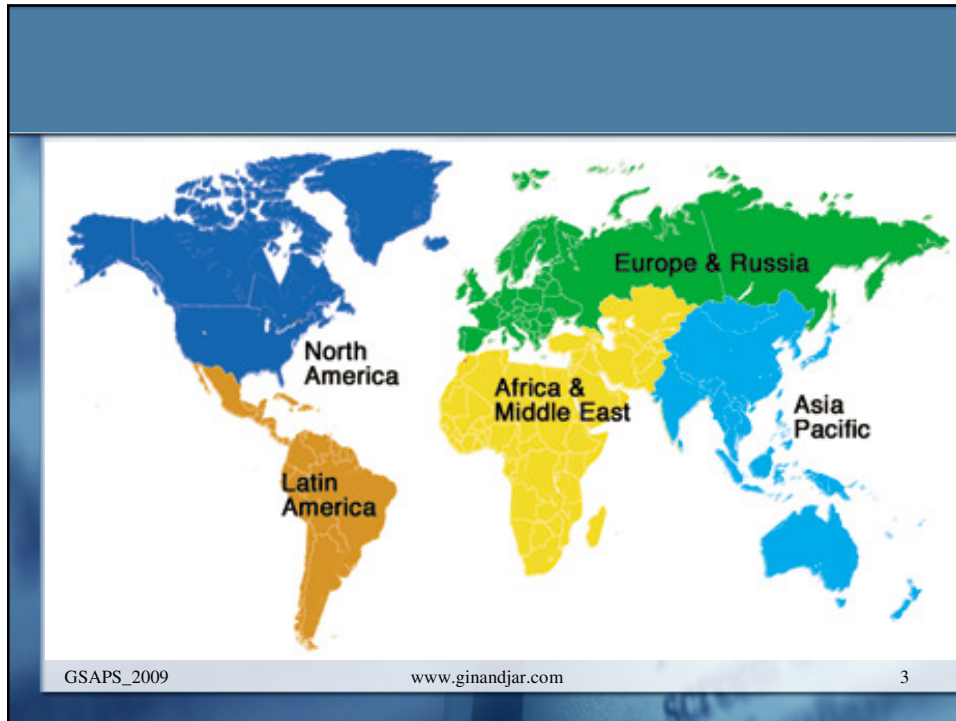 Europe & Russia
North
America
Africa &
Middle East
Asia
Pacific
Latin
America
GSAPS_2009
www.ginandjar.com
3